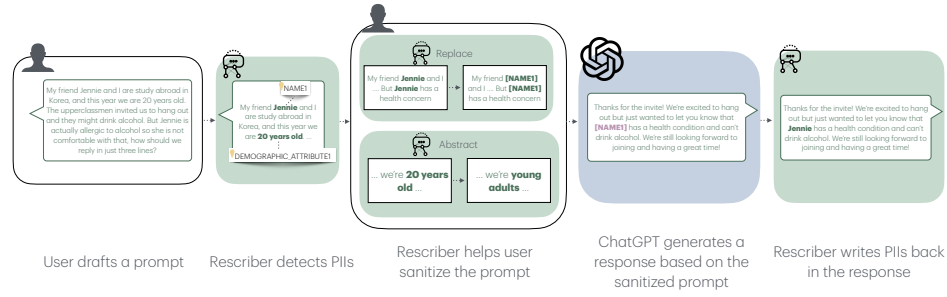 My friend Jennie and I are study abroad in
Korea, and this year we are 20 years old.
The upperclassmen invited us to hang out
and they might drink alcohol. But Jennie is
actually allergic to alcohol so she is not
comfortable with that, how should we
reply in just three lines?
User drafts a prompt
NAME1
My friend Jennie and I
are study abroad in
Korea, and this year we
are 20 years old. ...
DEMOGRAPHIC_ATTRIBUTE1
Rescriber detects PIIs
Replace
My friend Jennie and I
... But Jennie has a
health concern
My friend [NAME1]
and I ... But [NAME1]
has a health concern
Abstract
... we're 20 years
old ...
... we're young
adults ...
Rescriber helps user
sanitize the prompt
Thanks for the invite! We're excited to hang
out but just wanted to let you know that
[NAME1] has a health condition and can't
drink alcohol. We're still looking forward to
joining and having a great time!
ChatGPT generates a
response based on the
sanitized prompt
Thanks for the invite! We're excited to hang
out but just wanted to let you know that
Jennie has a health condition and can't
drink alcohol. We're still looking forward to
joining and having a great time!
Rescriber writes PIIs back
in the response